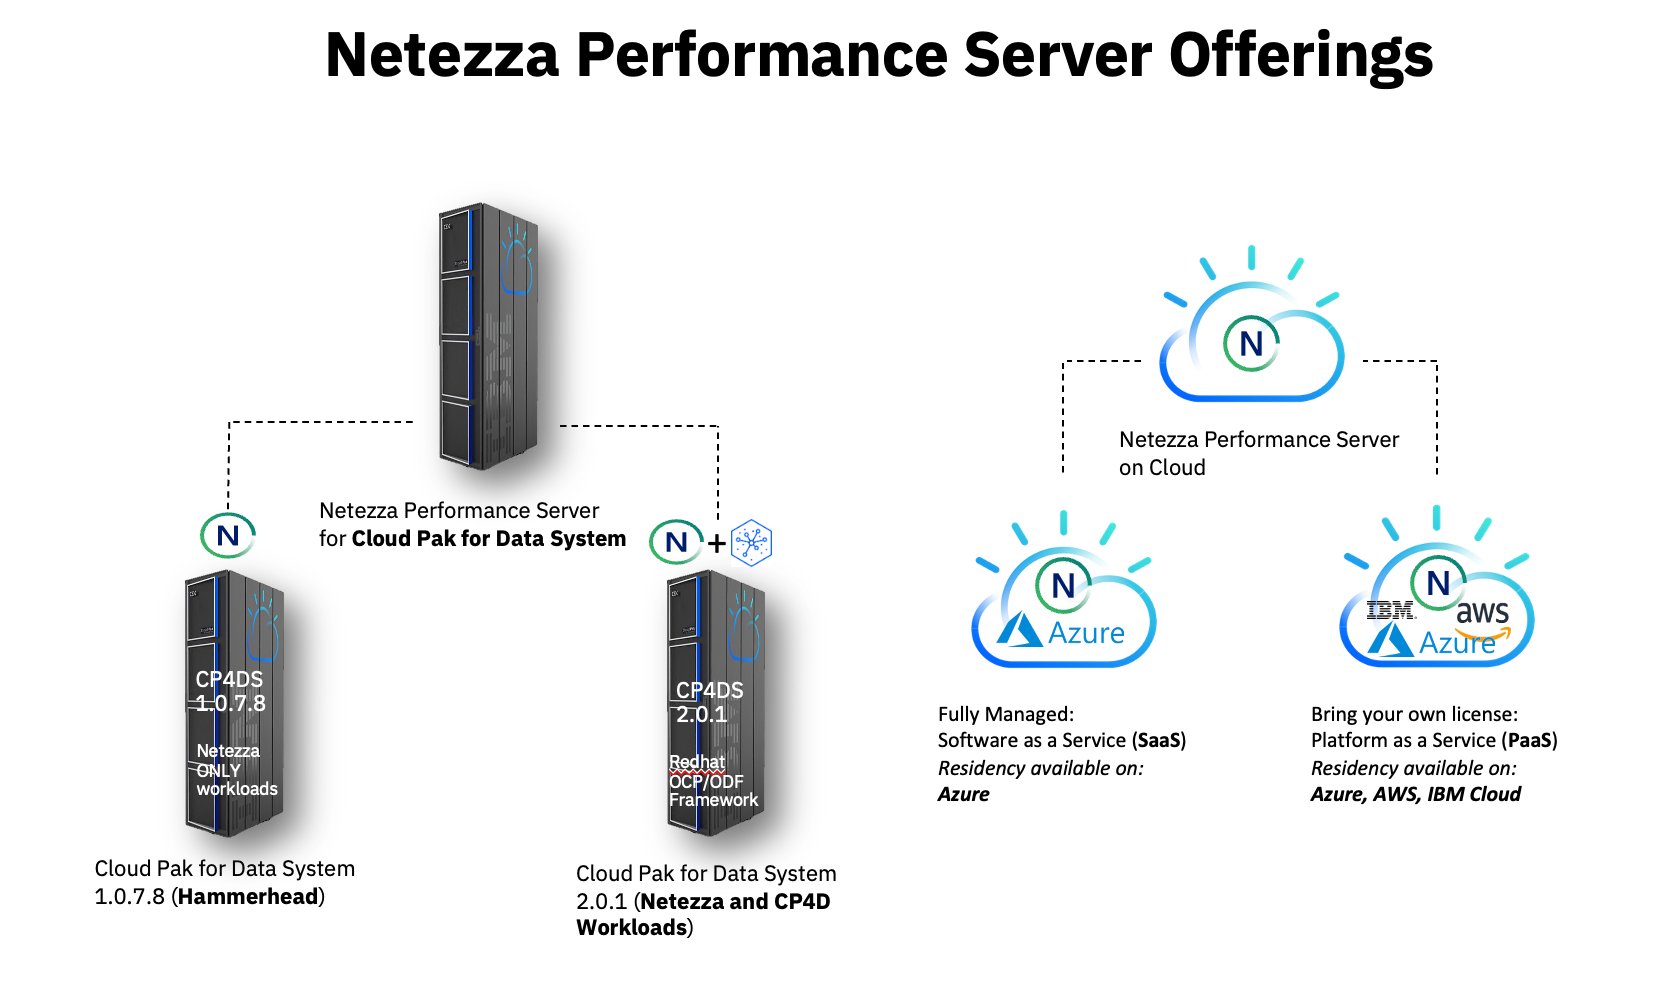 Netezza Performance Server Offerings
N
Netezza Performance Server
on Cloud
Netezza Performance Server
for Cloud Pak for Data System
N
N
+
CP4DS
1.0.7.8
Netezza
ONLY
workloads
CP4DS
2.0.1
Redhat
OCP/ODF
Framework
N
Azure
N
IBM
aws
Azure
Fully Managed:
Software as a Service (SaaS)
Residency available on:
Azure
Bring your own license:
Platform as a Service (PaaS)
Residency available on:
Azure, AWS, IBM Cloud
Cloud Pak for Data System
1.0.7.8 (Hammerhead)
Cloud Pak for Data System
2.0.1 (Netezza and CP4D
Workloads)